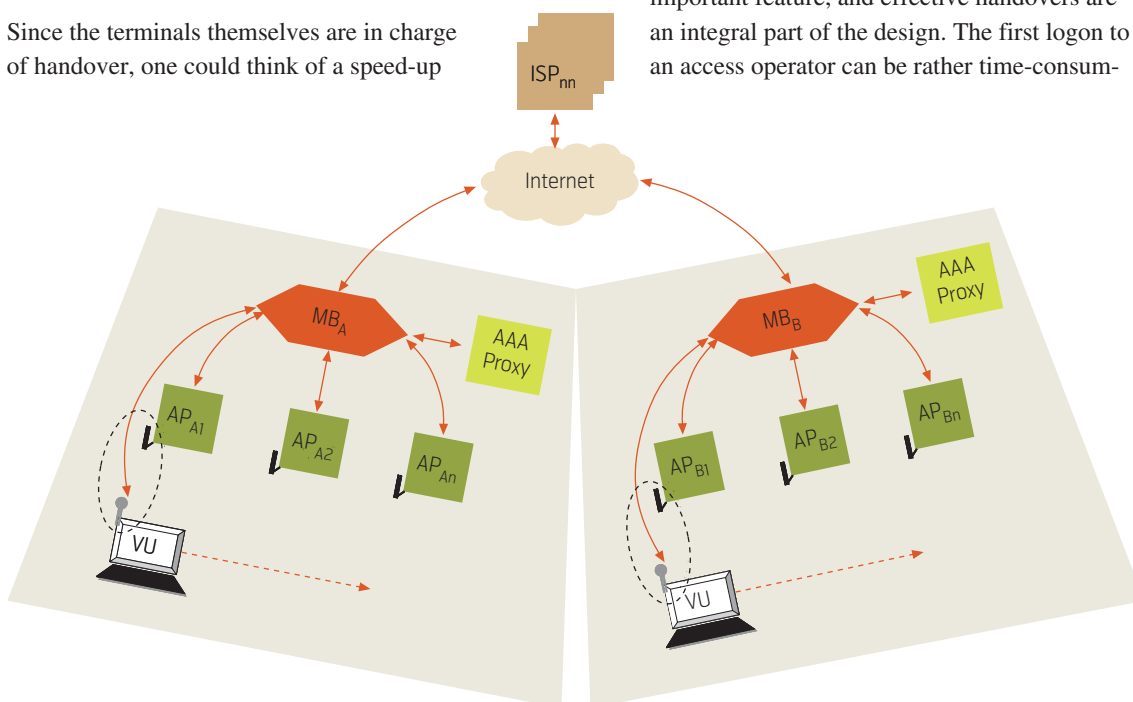 Since the terminals themselves are in charge
of handover, one could think of a speed-up
an integral part of the design. The first logon to
an access operator can be rather time-consum-
ISPnn
Internet
MBA
AAA
Proxy
APA1
APA2
APAn
VU
MBB
AAA
Proxy
APB1
APB2
APBn
VU